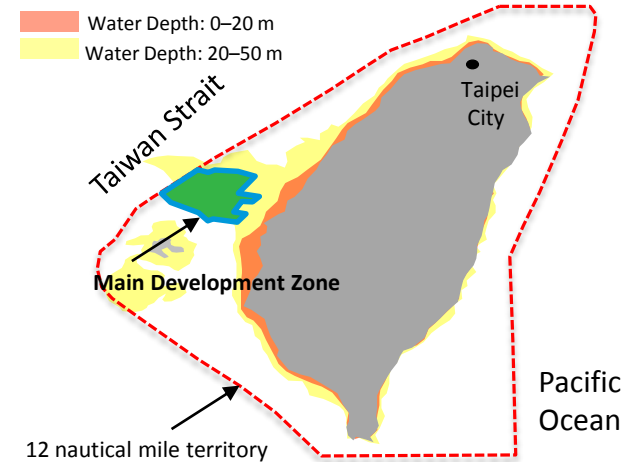 Water Depth: 0–20 m
Water Depth: 20–50 m
Taipei
City
Taiwan Strait
Main Development Zone
Pacific
Ocean
12 nautical mile territory